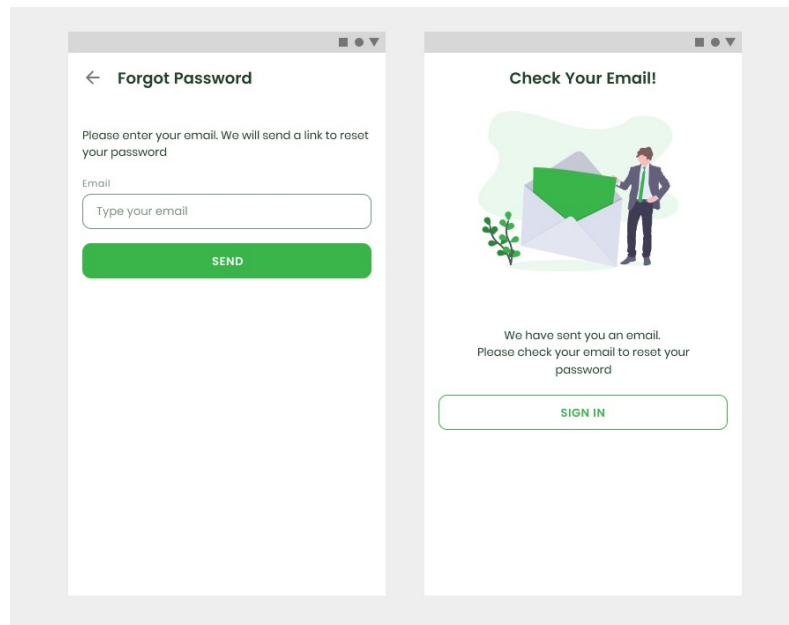 Forgot Password
Please enter your email. We will send a link to reset
your password
Email
Type your email
SEND
Check Your Email!
We have sent you an email.
Please check your email to reset your
password
SIGN IN